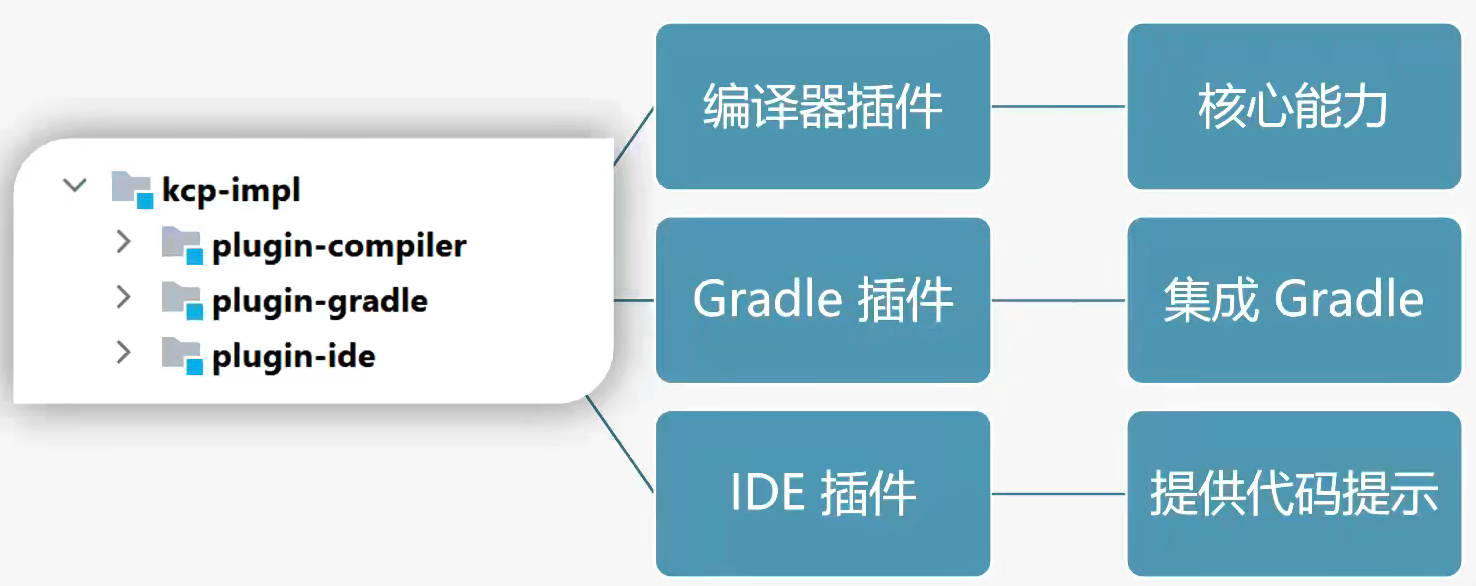 kcp-impl
plugin-compiler
plugin-gradle
plugin-ide
编译器插件
核心能力
Gradle 插件
集成 Gradle
IDE 插件
提供代码提示